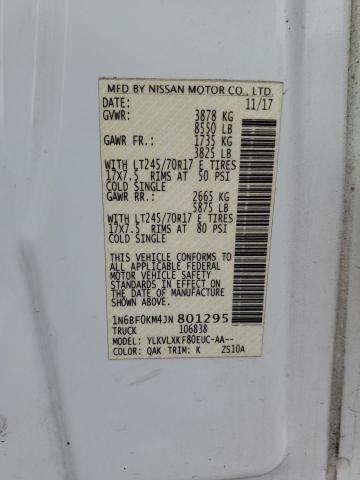 MFD BY NISSAN MOTOR CO., LTD.
DATE: 11/17
GVWR: 3878 KG
8550 LB
GAWR FR.: 1735 KG
3825 LB
WITH LT245/70R17 E TIRES
17X7.5 RIMS AT 50 PSI
COLD SINGLE
GAWR RR.: 2665 KG
5875 LB
WITH LT245/70R17 E TIRES
17X7.5 RIMS AT 80 PSI
COLD SINGLE
THIS VEHICLE CONFORMS TO
ALL APPLICABLE FEDERAL
MOTOR VEHICLE SAFETY
STANDARDS IN EFFECT ON
THE DATE OF MANUFACTURE
SHOWN ABOVE.
1N6BF0KM4JN801295
TRUCK 106838
MODEL: YLKVLXKF80EUC-AA--
COLOR: QAK TRIM: K ZS10A